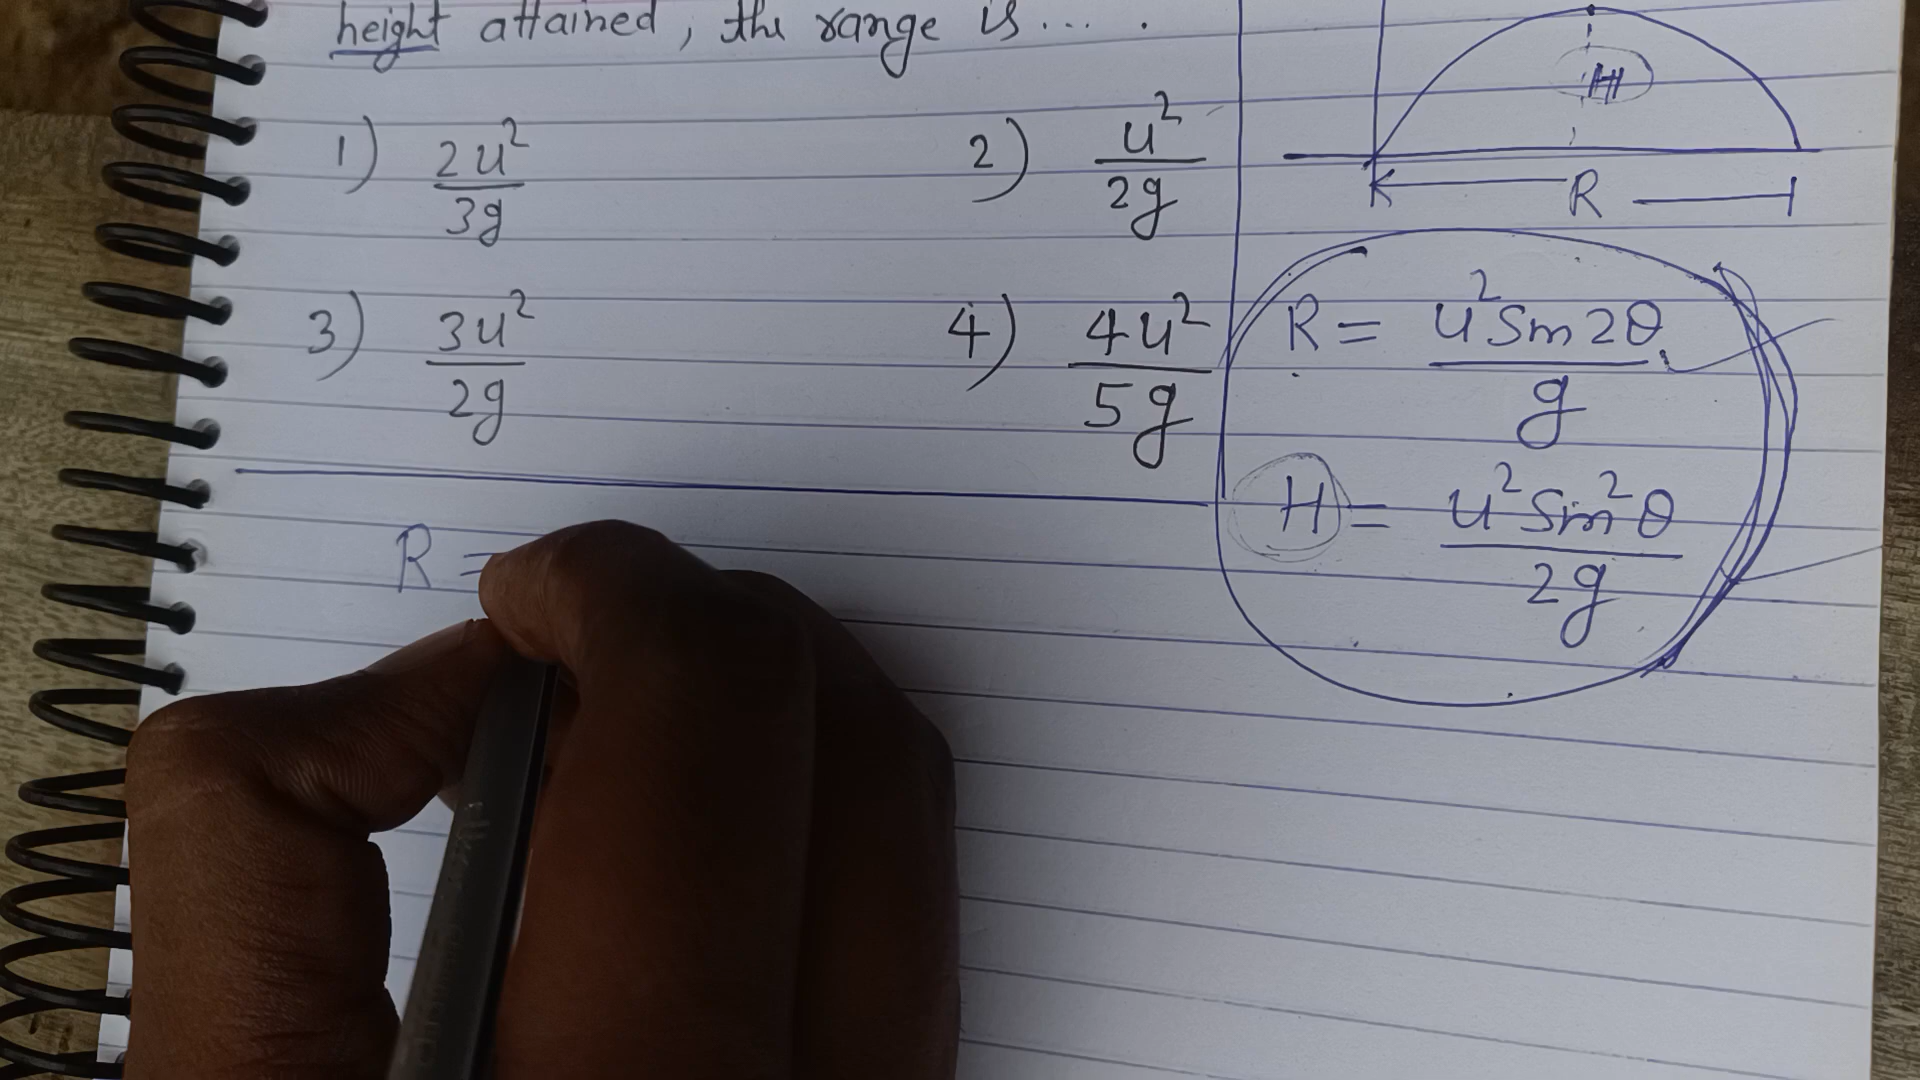 height attained, the range is ... .
1) 2u²/3g 2) u²/2g
3) 3u²/2g 4) 4u²/5g
R =
H
R
R = u² Sin 2θ / g
H = u² Sin² θ / 2g